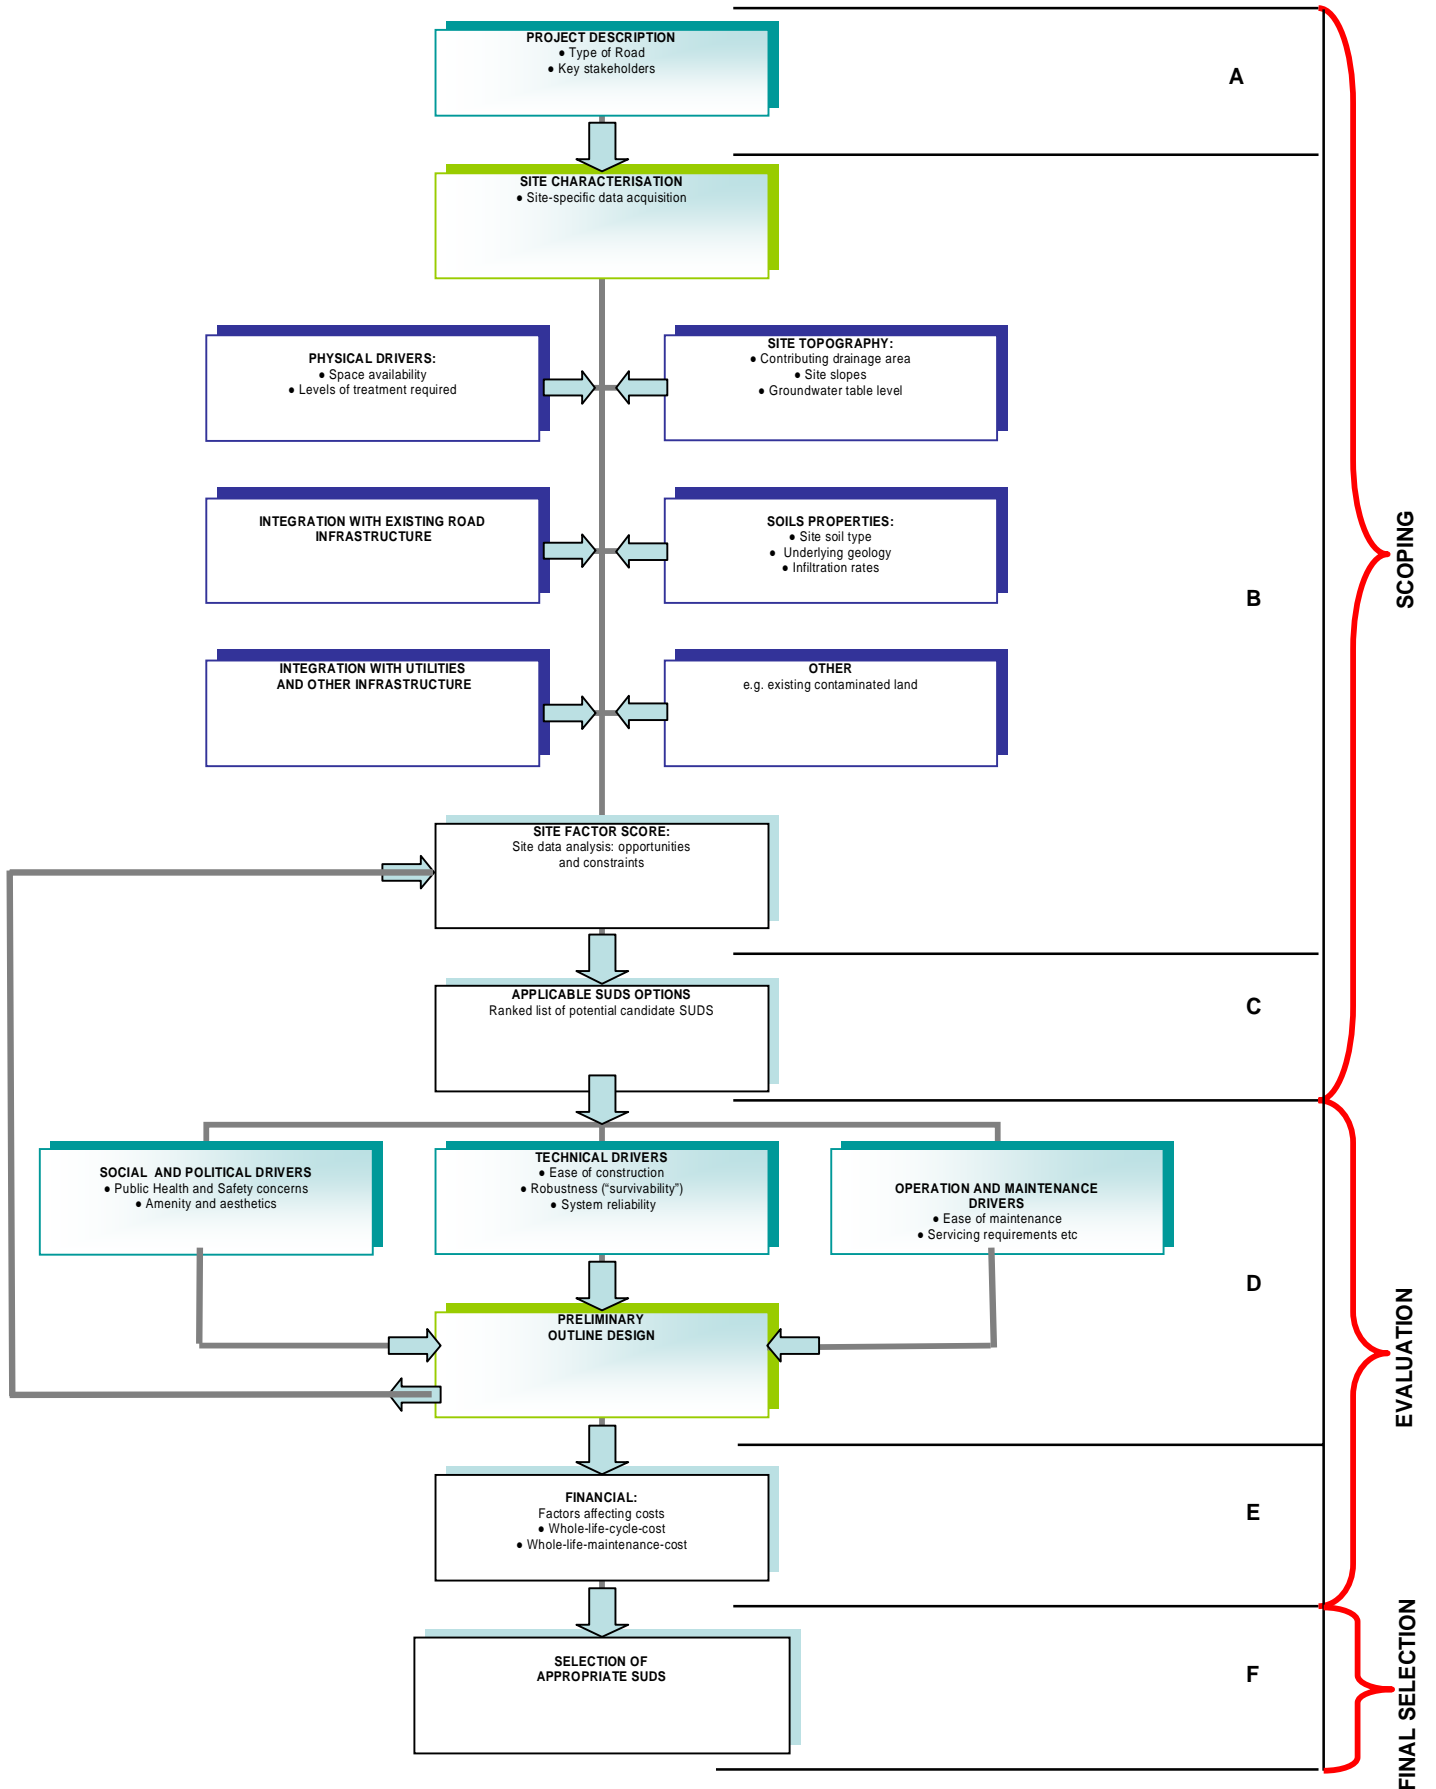 PROJECT DESCRIPTION
● Type of Road
● Key stakeholders
A
SITE CHARACTERISATION
● Site-specific data acquisition
PHYSICAL DRIVERS:
● Space availability
● Levels of treatment required
SITE TOPOGRAPHY:
● Contributing drainage area
● Site slopes
● Groundwater table level
INTEGRATION WITH EXISTING ROAD
INFRASTRUCTURE
SOILS PROPERTIES:
● Site soil type
● Underlying geology
● Infiltration rates
B
SCOPING
INTEGRATION WITH UTILITIES
AND OTHER INFRASTRUCTURE
OTHER
e.g. existing contaminated land
SITE FACTOR SCORE:
Site data analysis: opportunities
and constraints
APPLICABLE SUDS OPTIONS
Ranked list of potential candidate SUDS
C
SOCIAL AND POLITICAL DRIVERS
● Public Health and Safety concerns
● Amenity and aesthetics
TECHNICAL DRIVERS
● Ease of construction
● Robustness (“survivability”)
● System reliability
OPERATION AND MAINTENANCE
DRIVERS
● Ease of maintenance
● Servicing requirements etc
D
PRELIMINARY
OUTLINE DESIGN
EVALUATION
FINANCIAL:
Factors affecting costs
● Whole-life-cycle-cost
● Whole-life-maintenance-cost
E
SELECTION OF
APPROPRIATE SUDS
F
FINAL SELECTION